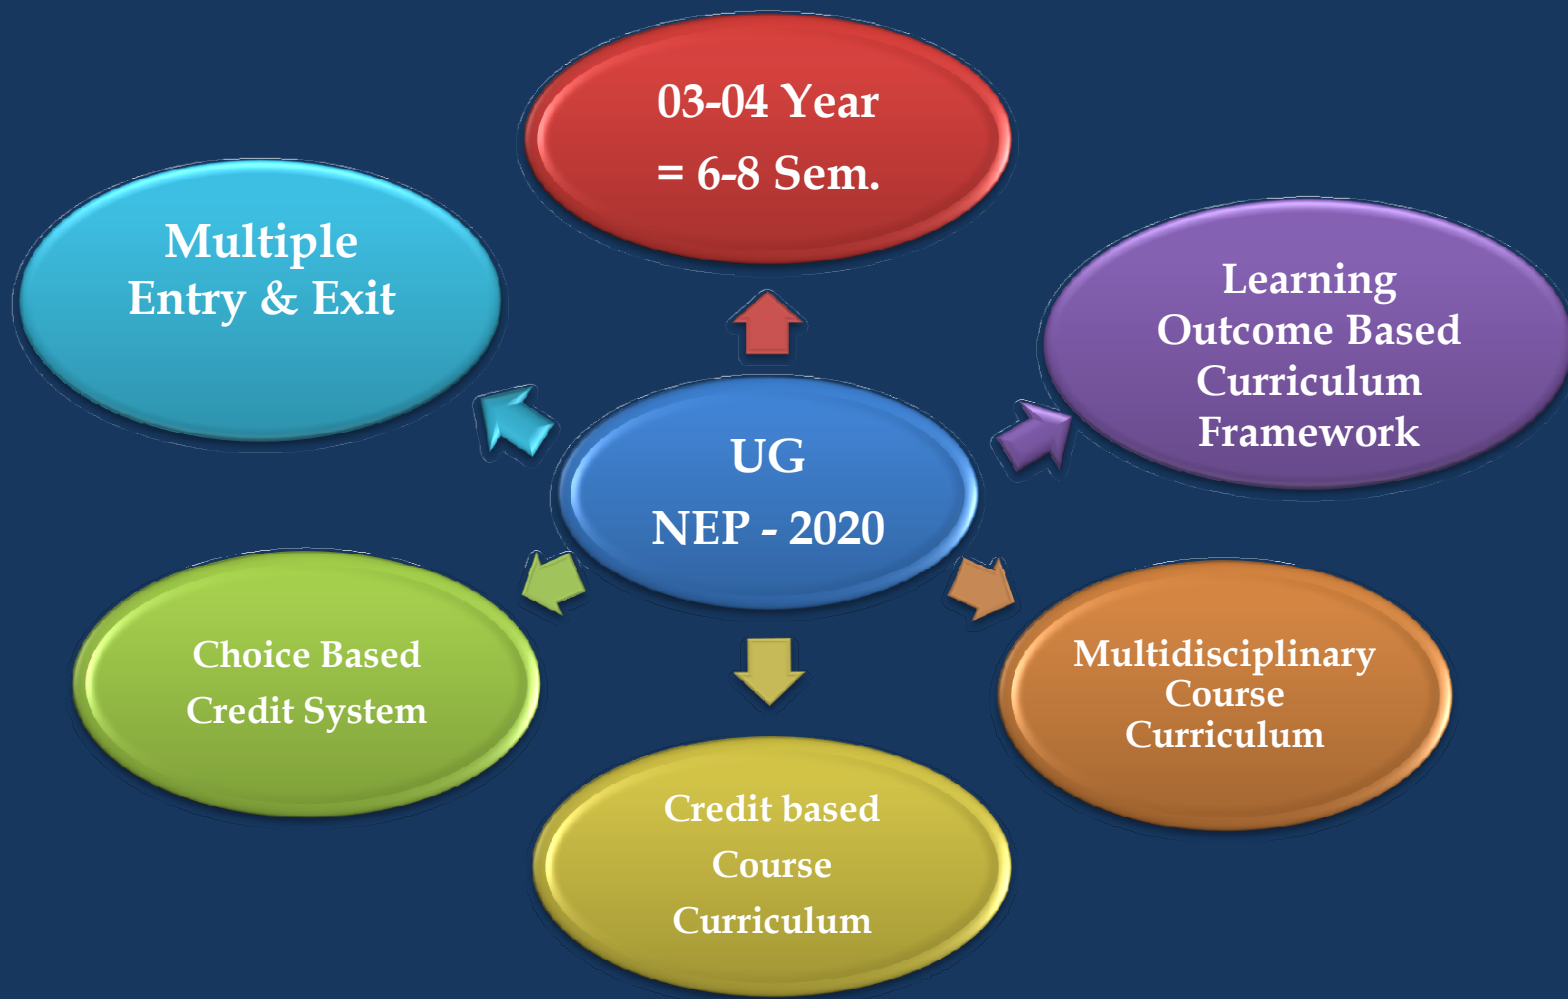 03-04 Year
= 6-8 Sem.
Multiple
Entry & Exit
Learning
Outcome Based
Curriculum
Framework
UG
NEP - 2020
Choice Based
Credit System
Multidisciplinary
Course
Curriculum
Credit based
Course
Curriculum